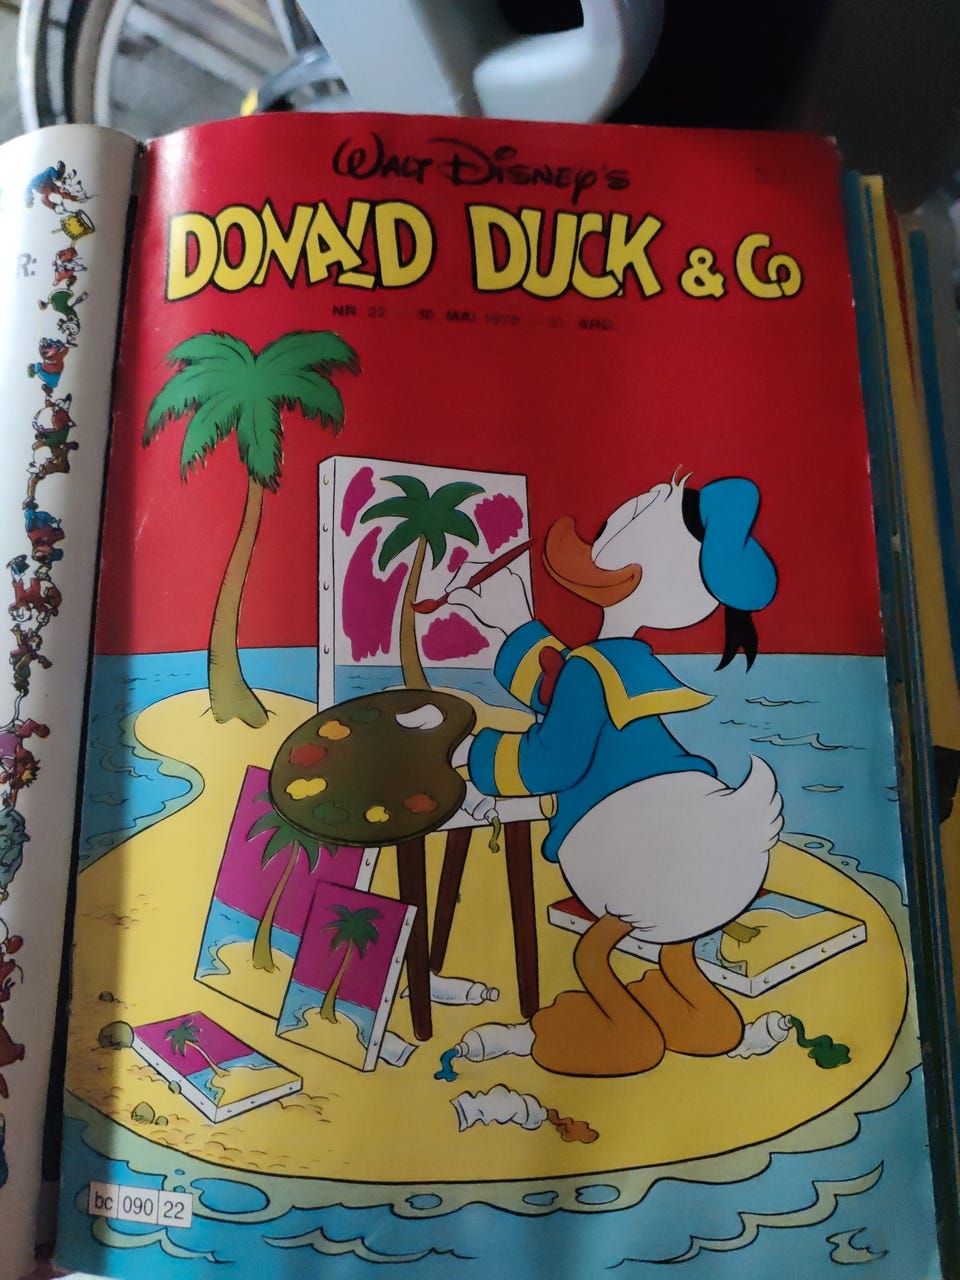 WALT DISNEY'S
DONALD DUCK & Co
NR. 22 — 30. MAI 1978 — 31. ÅRG.
R:
bc 090 22